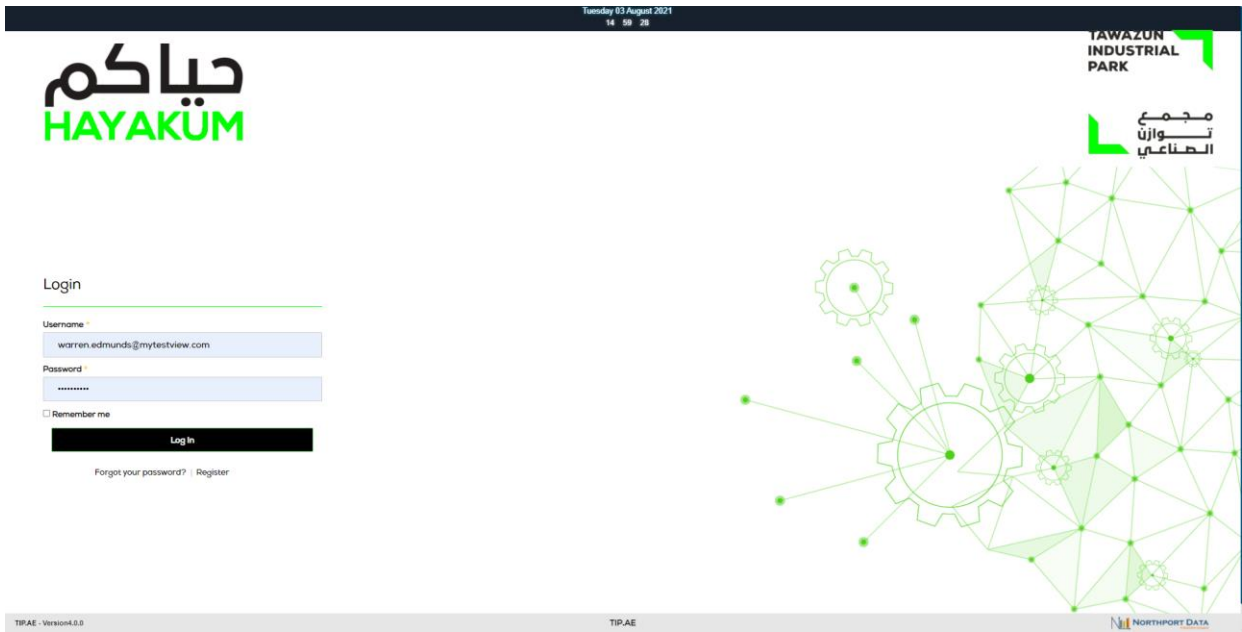 Tuesday 03 August 2021
14 59 28
حياكم
HAYAKUM
TAWAZUN
INDUSTRIAL
PARK
مجمع
توازن
الصناعي
Login
Username *
warren.edmunds@mytestview.com
Password *
••••••••••
Remember me
Log In
Forgot your password? | Register
TIP.AE - Version4.0.0
TIP.AE
NORTHPORT DATA